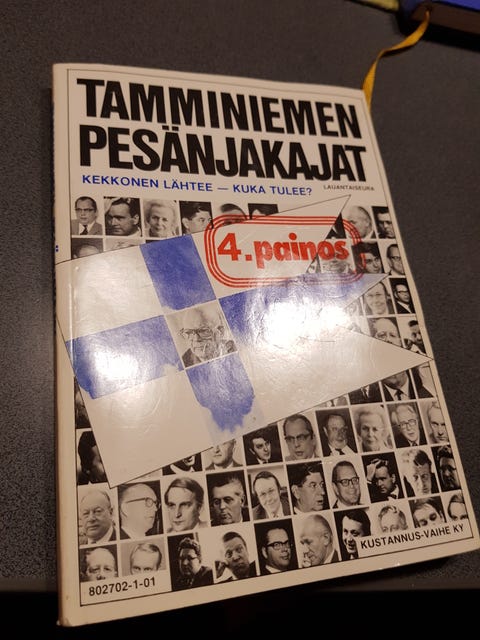 TAMMINIEMEN
PESÄNJAKAJAT
KEKKONEN LÄHTEE — KUKA TULEE?
LAUANTAISEURA
4. painos
KUSTANNUS-VAIHE KY
802702-1-01